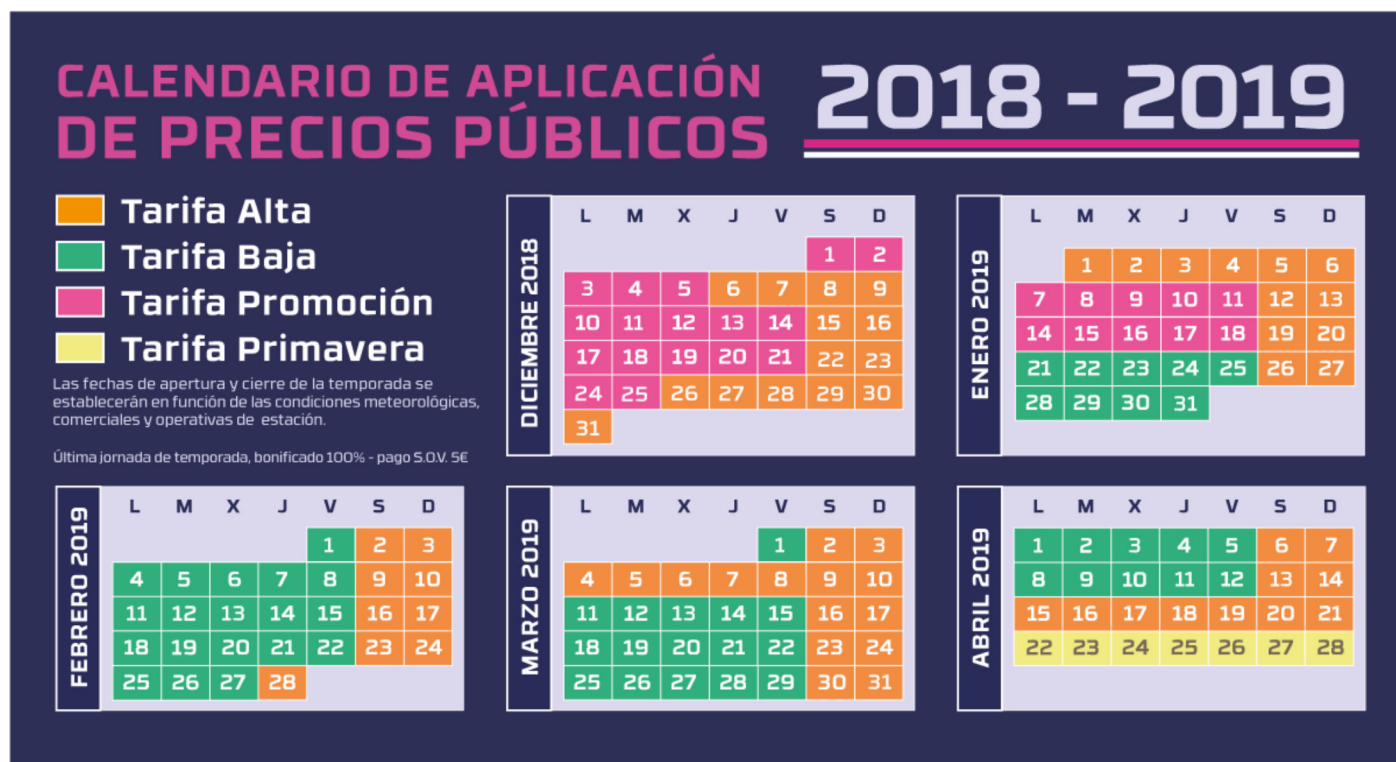 CALENDARIO DE APLICACIÓN
DE PRECIOS PÚBLICOS
2018 - 2019
Tarifa Alta
Tarifa Baja
Tarifa Promoción
Tarifa Primavera
Las fechas de apertura y cierre de la temporada se
establecerán en función de las condiciones meteorológicas,
comerciales y operativas de estación.
Última jornada de temporada, bonificado 100% - pago S.O.V. 5€
DICIEMBRE 2018
L M X J V S D
1 2
3 4 5 6 7 8 9
10 11 12 13 14 15 16
17 18 19 20 21 22 23
24 25 26 27 28 29 30
31
ENERO 2019
L M X J V S D
1 2 3 4 5 6
7 8 9 10 11 12 13
14 15 16 17 18 19 20
21 22 23 24 25 26 27
28 29 30 31
FEBRERO 2019
L M X J V S D
1 2 3
4 5 6 7 8 9 10
11 12 13 14 15 16 17
18 19 20 21 22 23 24
25 26 27 28
MARZO 2019
L M X J V S D
1 2 3
4 5 6 7 8 9 10
11 12 13 14 15 16 17
18 19 20 21 22 23 24
25 26 27 28 29 30 31
ABRIL 2019
L M X J V S D
1 2 3 4 5 6 7
8 9 10 11 12 13 14
15 16 17 18 19 20 21
22 23 24 25 26 27 28